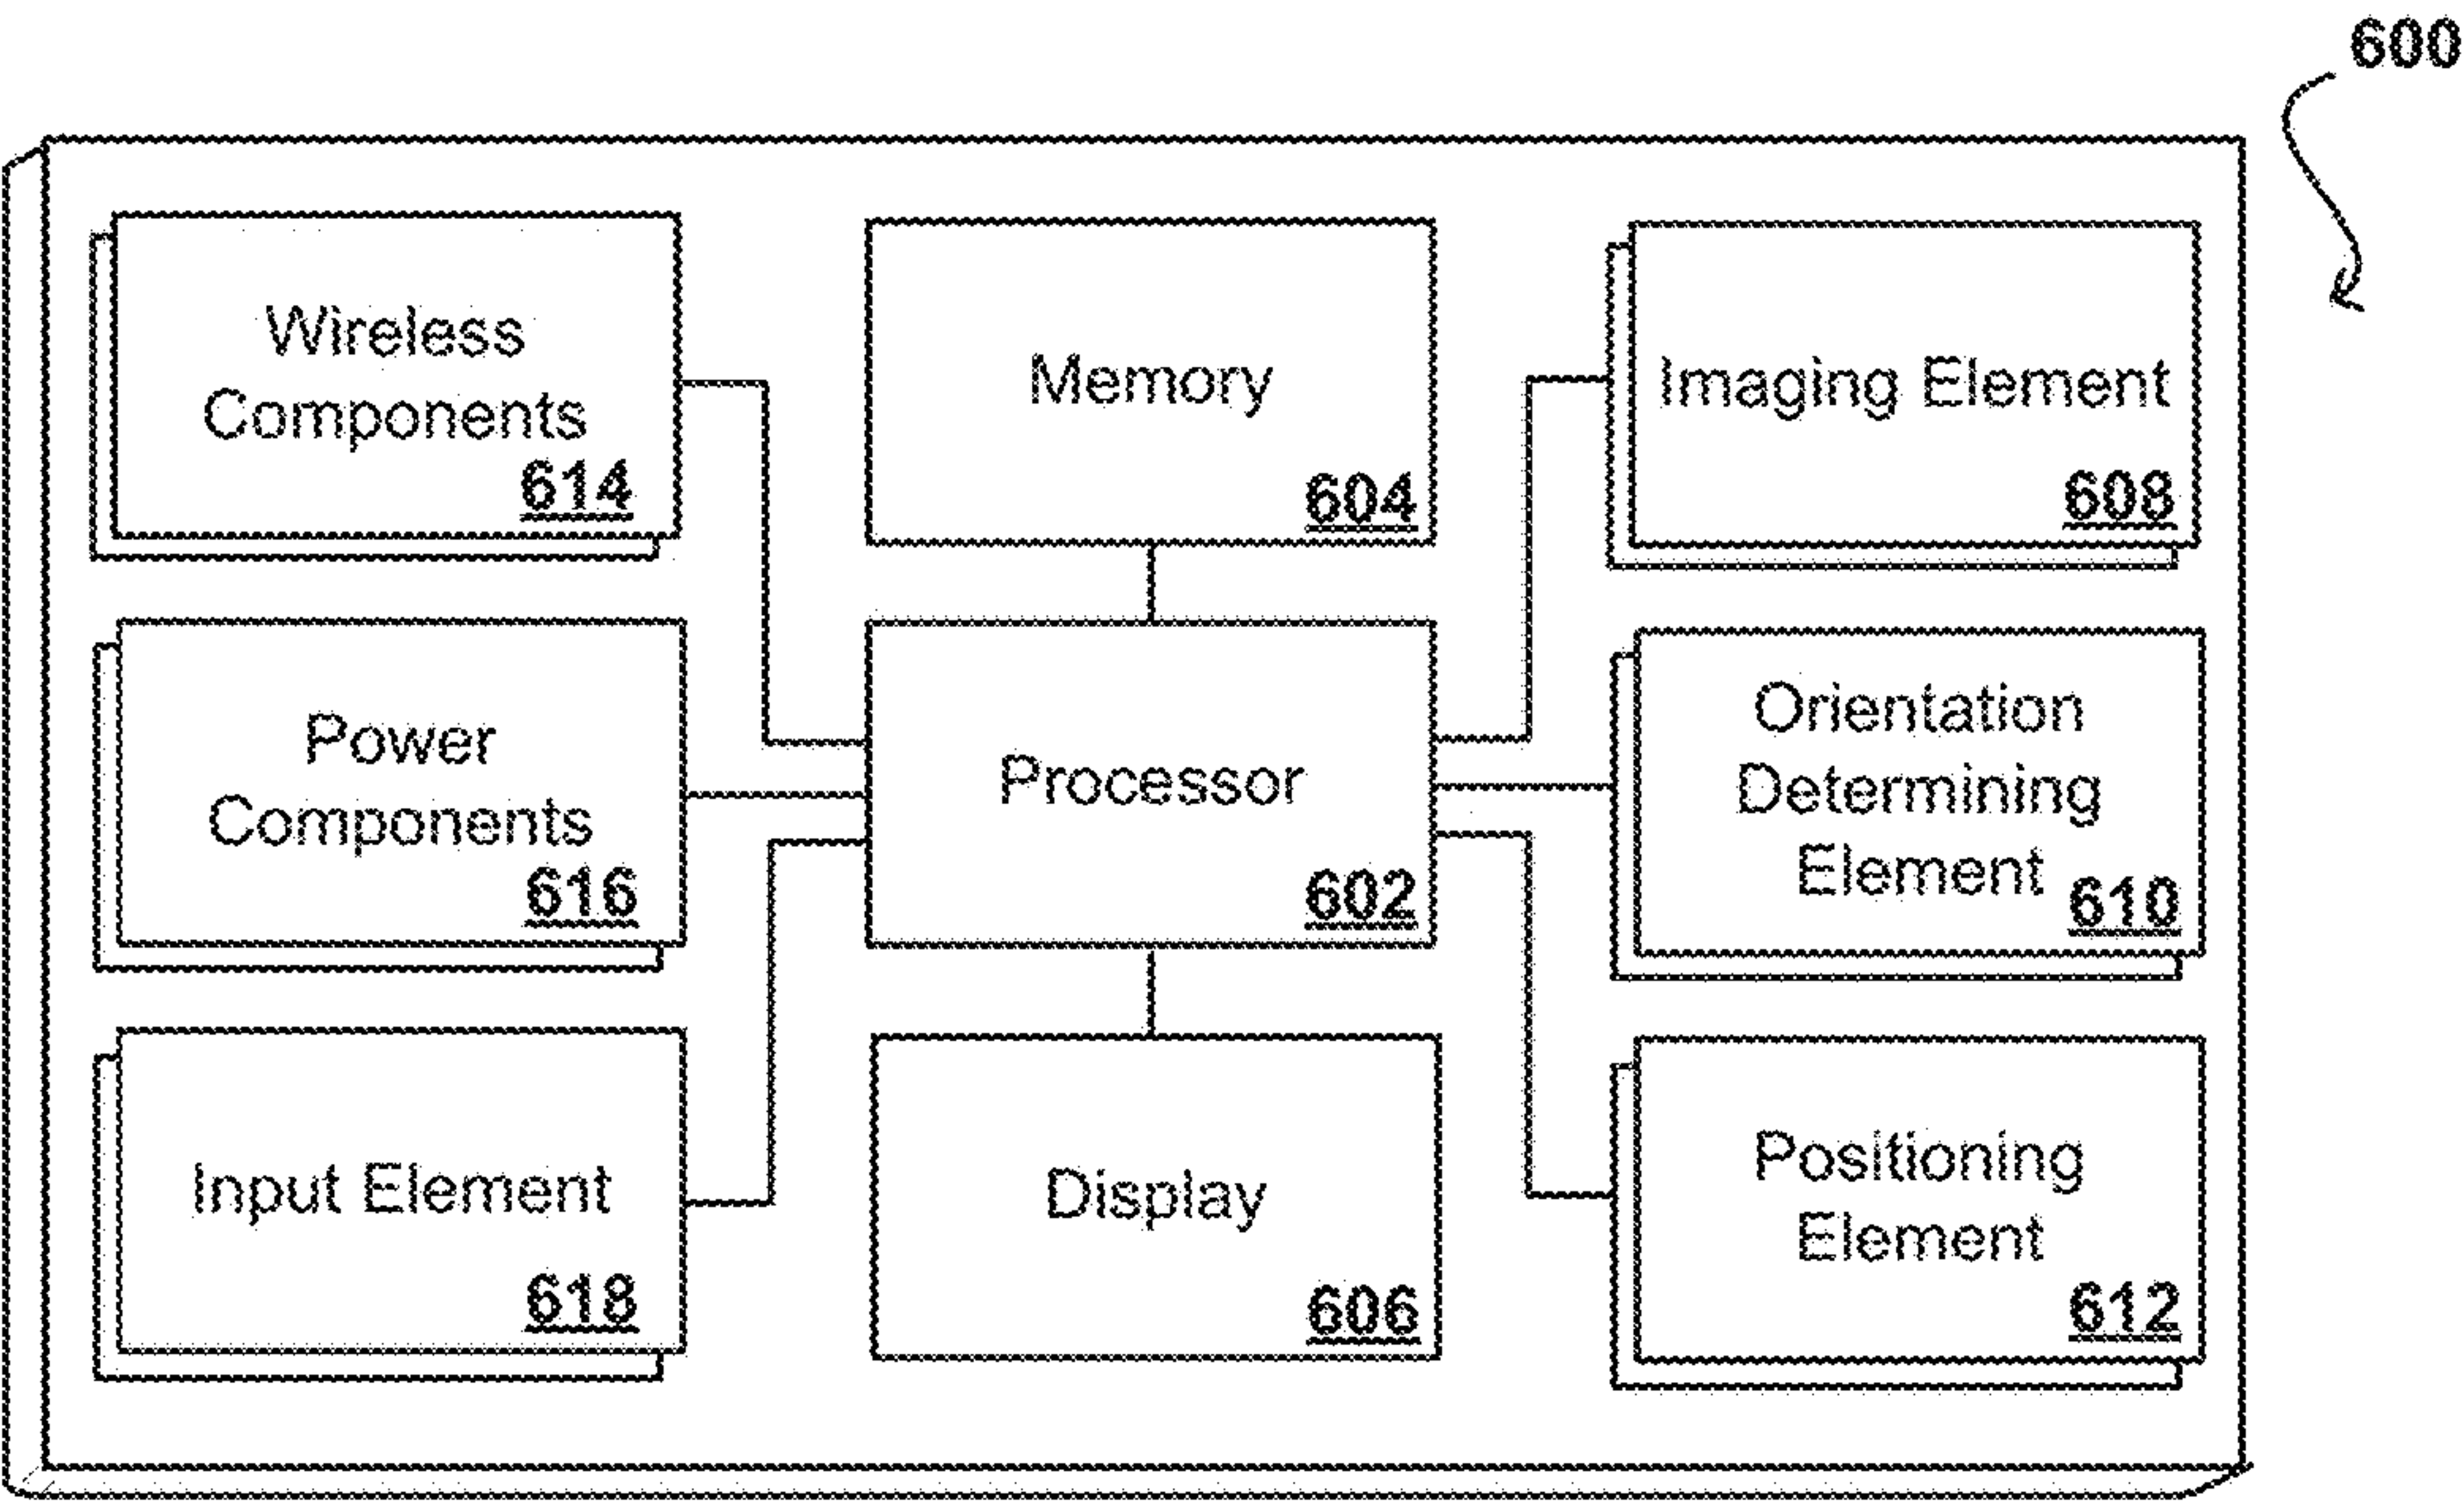 600
Wireless
Components
614
Memory
604
Imaging Element
608
Power
Components
616
Processor
602
Orientation
Determining
Element
610
Input Element
618
Display
606
Positioning
Element
612